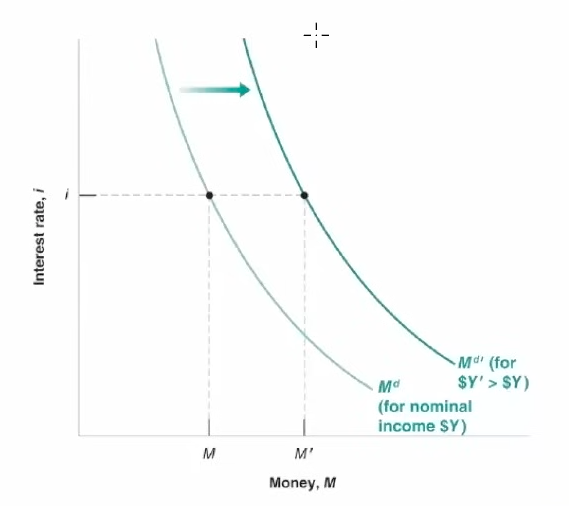 Interest rate, i
i
Mᵈ′ (for
$Y′ > $Y)
Mᵈ
(for nominal
income $Y)
M
M′
Money, M